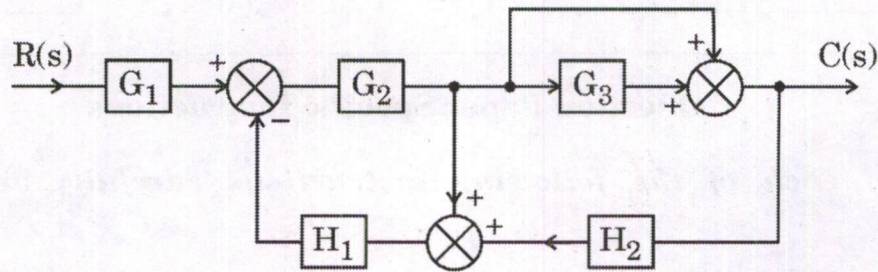 R(s) G₁ + − G₂ G₃ + + C(s)
H₁ + + H₂